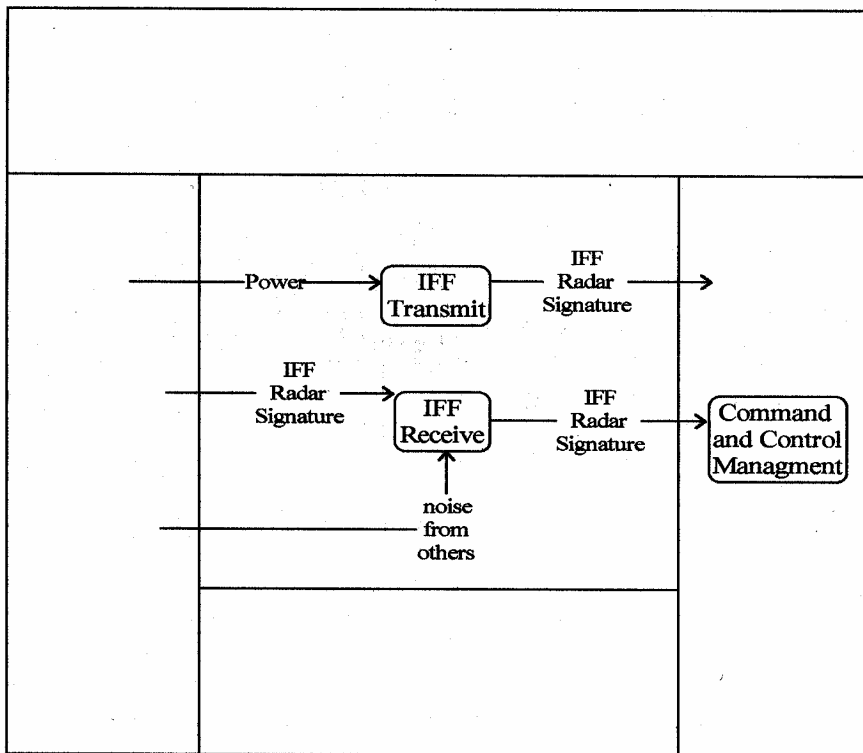 Power
IFF
Transmit
IFF
Radar
Signature
IFF
Radar
Signature
IFF
Receive
IFF
Radar
Signature
Command
and Control
Managment
noise
from
others